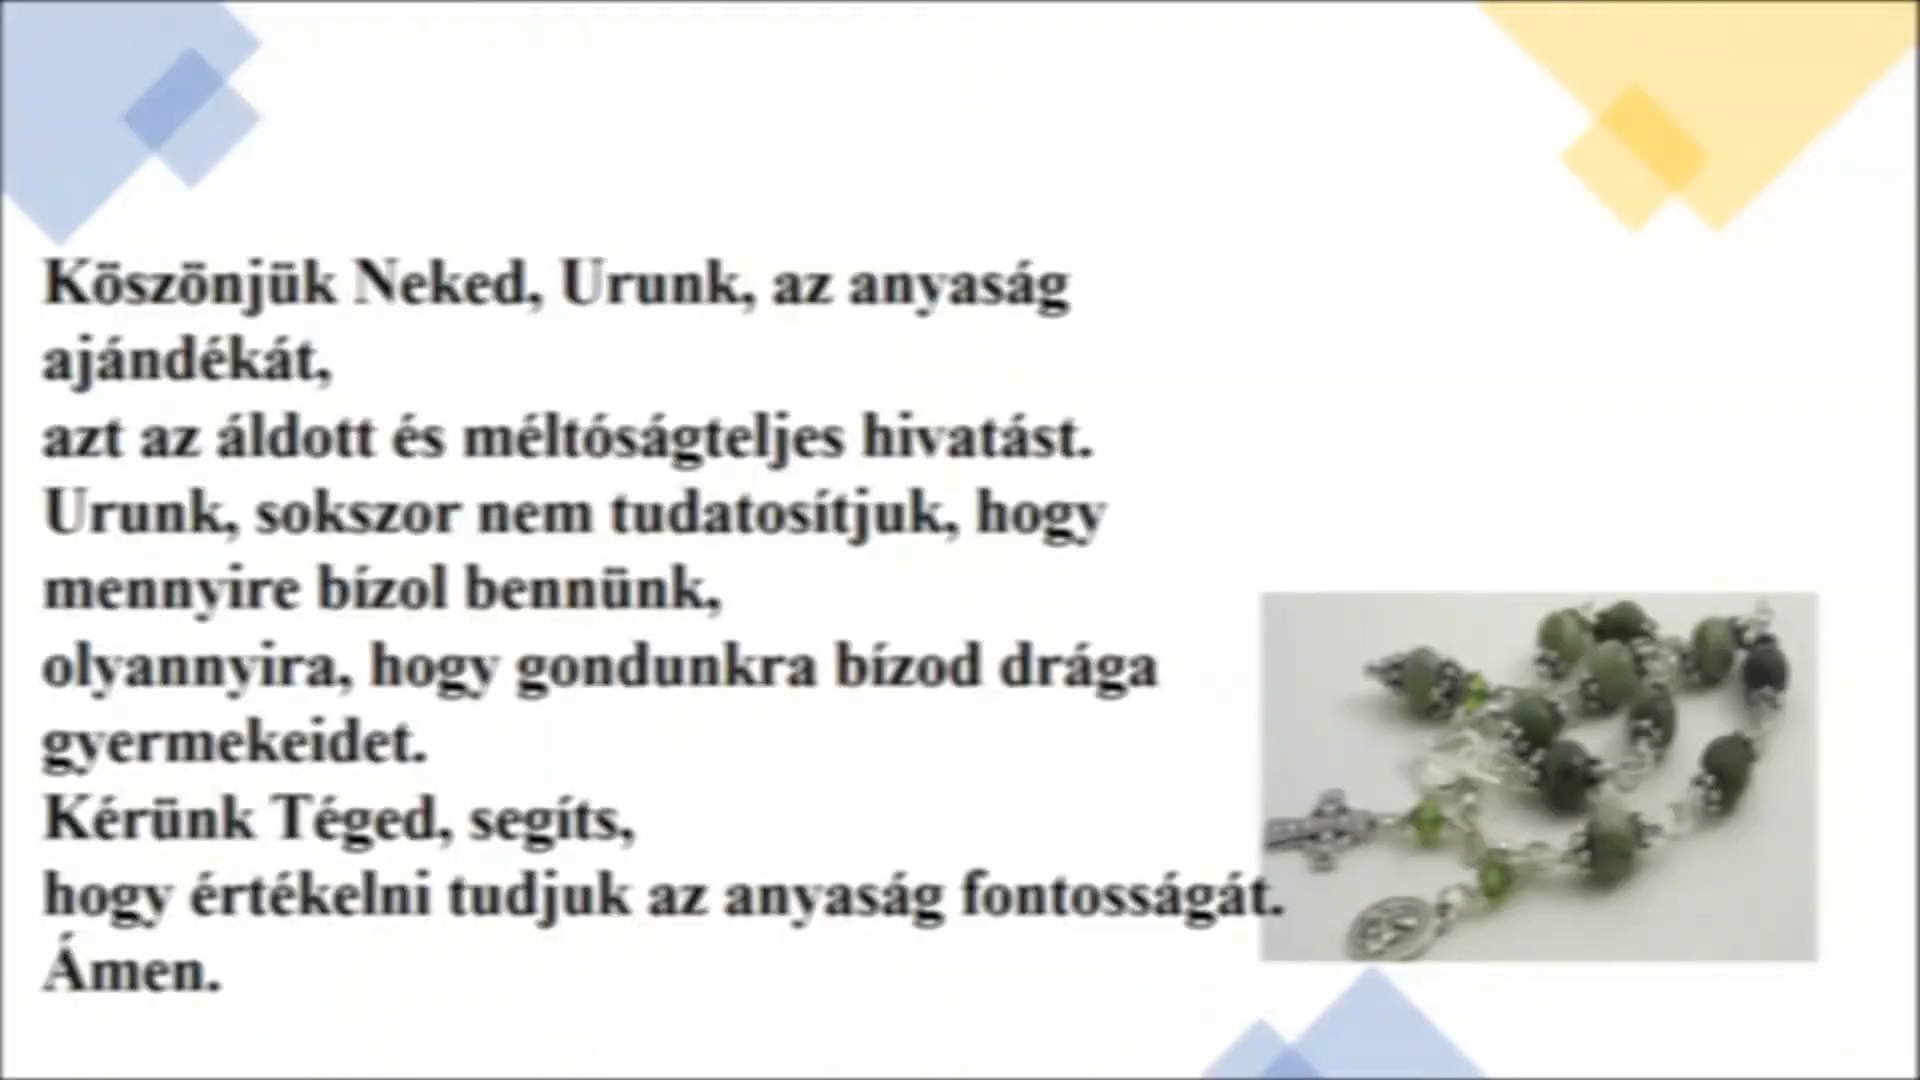 Köszönjük Neked, Urunk, az anyaság
ajándékát,
azt az áldott és méltóságteljes hivatást.
Urunk, sokszor nem tudatosítjuk, hogy
mennyire bízol bennünk,
olyannyira, hogy gondunkra bízod drága
gyermekeidet.
Kérünk Téged, segíts,
hogy értékelni tudjuk az anyaság fontosságát.
Ámen.